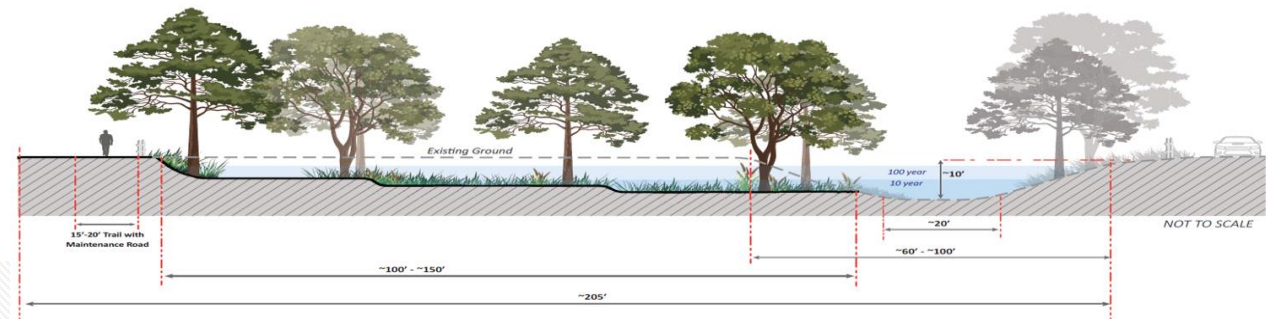 Existing Ground
100 year
10 year
~10'
15'-20' Trail with
Maintenance Road
~20'
NOT TO SCALE
~60' - ~100'
~100' - ~150'
~205'